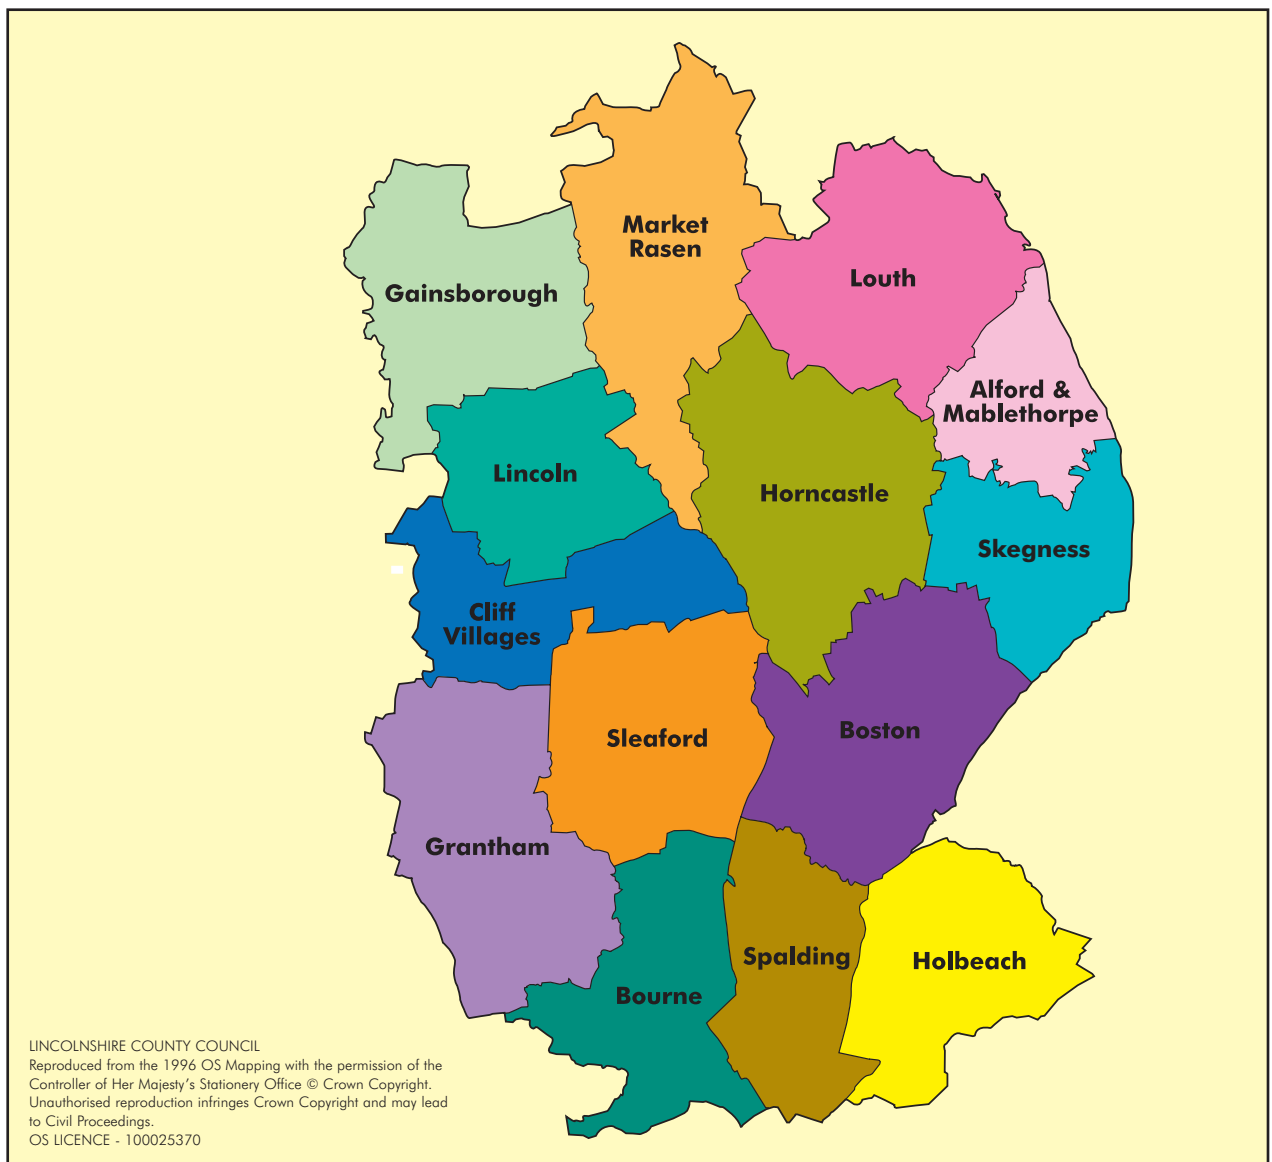 Market
Rasen
Louth
Gainsborough
Alford &
Mablethorpe
Lincoln
Horncastle
Skegness
Cliff
Villages
Boston
Sleaford
Grantham
Spalding
Holbeach
Bourne
LINCOLNSHIRE COUNTY COUNCIL
Reproduced from the 1996 OS Mapping with the permission of the
Controller of Her Majesty's Stationery Office © Crown Copyright.
Unauthorised reproduction infringes Crown Copyright and may lead
to Civil Proceedings.
OS LICENCE - 100025370